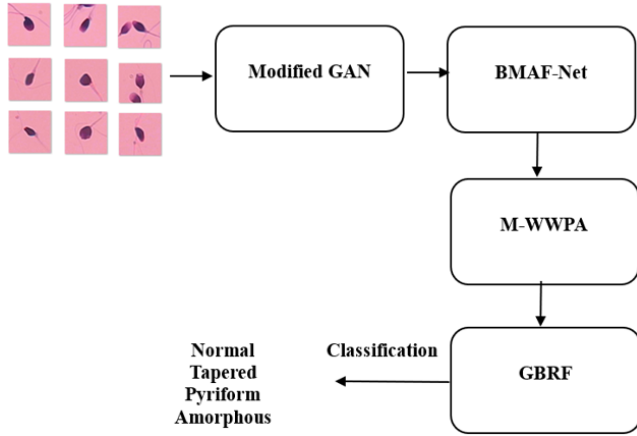 Modified GAN
BMAF-Net
M-WWPA
GBRF
Classification
Normal
Tapered
Pyriform
Amorphous